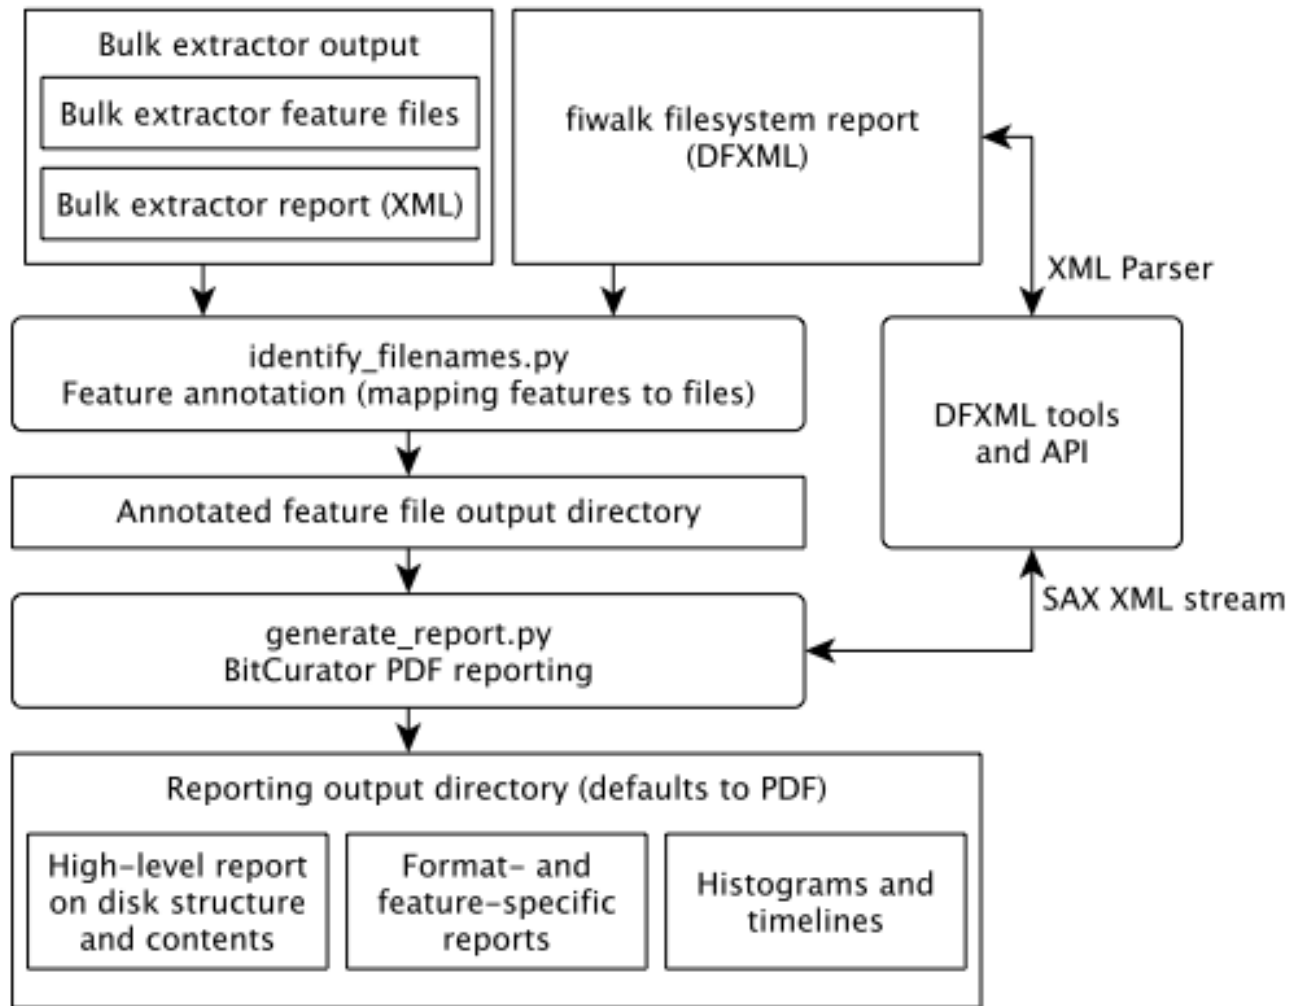 Bulk extractor output
Bulk extractor feature files
Bulk extractor report (XML)
fiwalk filesystem report
(DFXML)
XML Parser
identify_filenames.py
Feature annotation (mapping features to files)
DFXML tools
and API
Annotated feature file output directory
SAX XML stream
generate_report.py
BitCurator PDF reporting
Reporting output directory (defaults to PDF)
High-level report
on disk structure
and contents
Format- and
feature-specific
reports
Histograms and
timelines